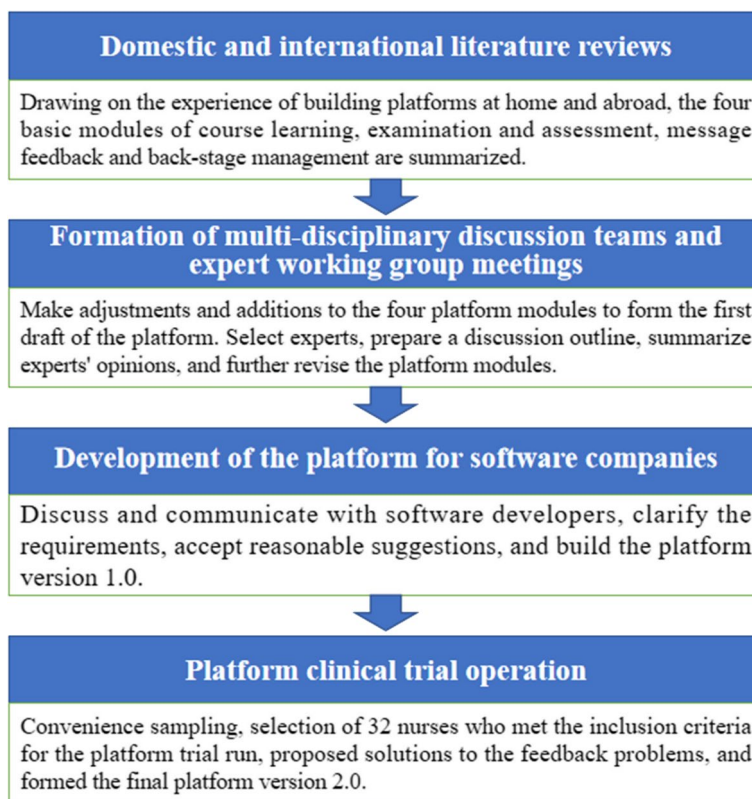 Domestic and international literature reviews
Drawing on the experience of building platforms at home and abroad, the four
basic modules of course learning, examination and assessment, message
feedback and back-stage management are summarized.
Formation of multi-disciplinary discussion teams and
expert working group meetings
Make adjustments and additions to the four platform modules to form the first
draft of the platform. Select experts, prepare a discussion outline, summarize
experts' opinions, and further revise the platform modules.
Development of the platform for software companies
Discuss and communicate with software developers, clarify the
requirements, accept reasonable suggestions, and build the platform
version 1.0.
Platform clinical trial operation
Convenience sampling, selection of 32 nurses who met the inclusion criteria
for the platform trial run, proposed solutions to the feedback problems, and
formed the final platform version 2.0.